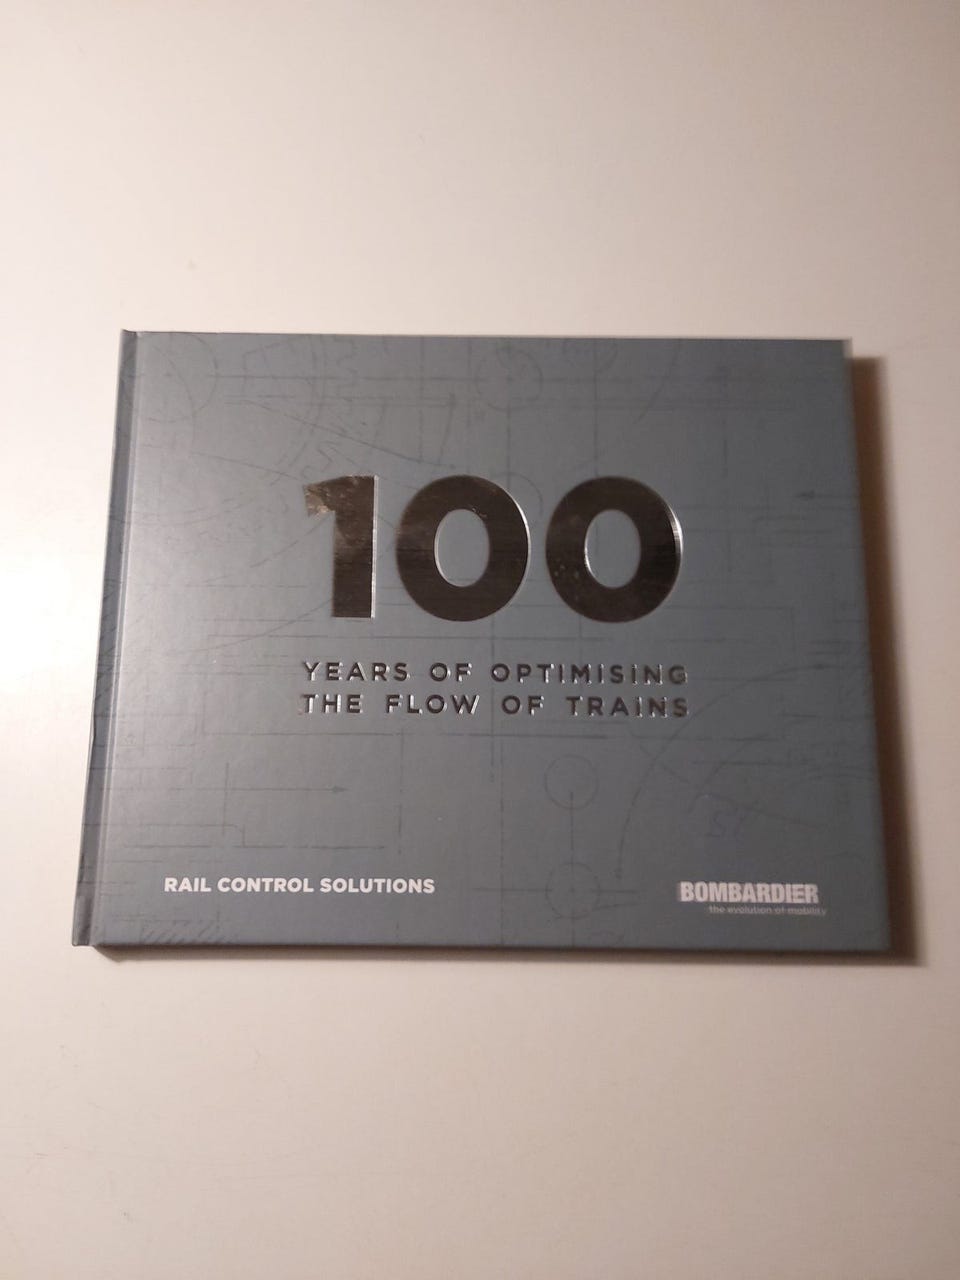 100
YEARS OF OPTIMISING
THE FLOW OF TRAINS
RAIL CONTROL SOLUTIONS
BOMBARDIER
the evolution of mobility